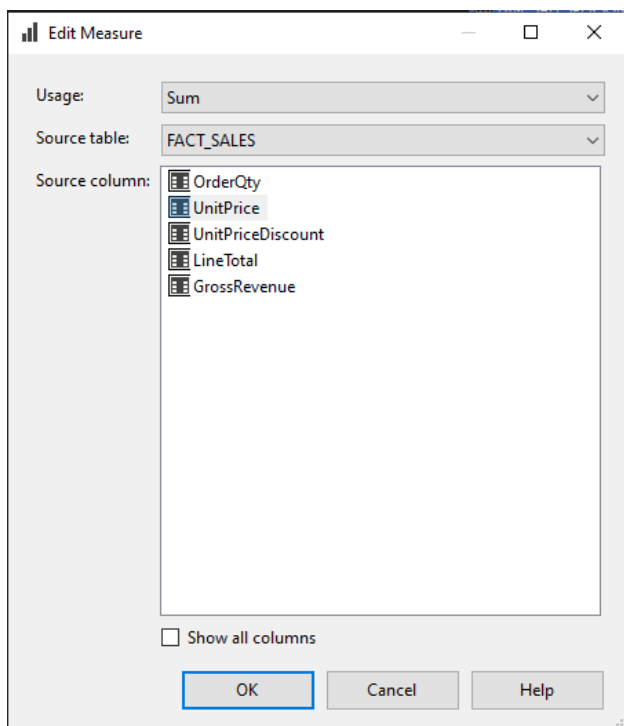 Edit Measure
Usage: Sum
Source table: FACT_SALES
Source column: OrderQty
UnitPrice
UnitPriceDiscount
LineTotal
GrossRevenue
Show all columns
OK Cancel Help